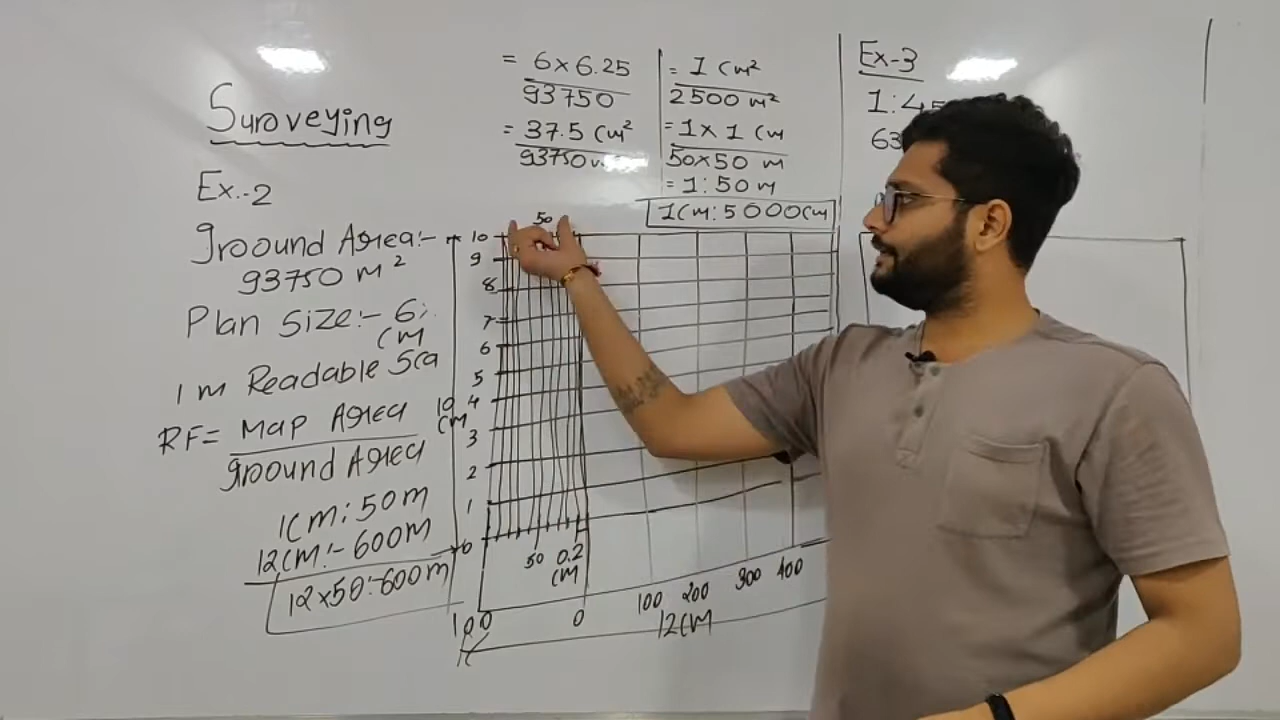 Surveying
Ex.-2
Ground Area:-
93750 m²
Plan Size:- 6
cm
1 m Readable Sca
RF= Map Area
Ground Area
1cm: 50m
12cm:- 600m
12×50:-600m
= 6×6.25
93750
= 37.5 cm²
93750
= 1 cm²
2500 m²
= 1×1 cm
50×50 m
= 1:50m
1cm:5000cm
Ex-3
1:4
63
50
10
9
8
7
6
5
4
3
2
1
0
10
cm
50 0.2
cm
100 0 100 200 300 400
12cm